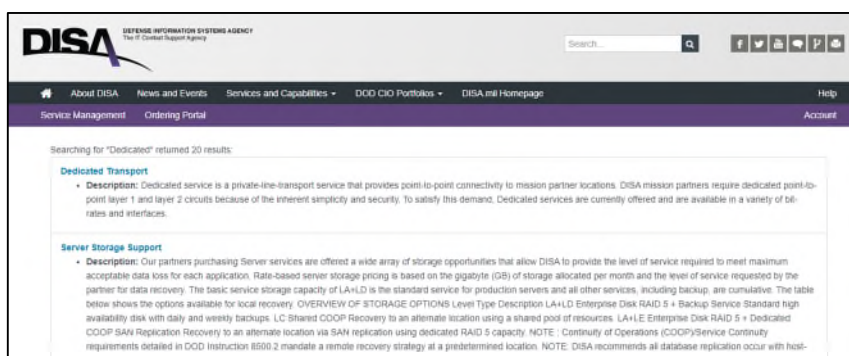 DISA
DEFENSE INFORMATION SYSTEMS AGENCY
The IT Combat Support Agency
Search...
About DISA News and Events Services and Capabilities DOD CIO Portfolios DISA.mil Homepage Help
Service Management Ordering Portal Account
Searching for "Dedicated" returned 20 results:
Dedicated Transport
• Description: Dedicated service is a private-line-transport service that provides point-to-point connectivity to mission partner locations. DISA mission partners require dedicated point-to-
point layer 1 and layer 2 circuits because of the inherent simplicity and security. To satisfy this demand, Dedicated services are currently offered and are available in a variety of bit-
rates and interfaces.
Server Storage Support
• Description: Our partners purchasing Server services are offered a wide array of storage opportunities that allow DISA to provide the level of service required to meet maximum
acceptable data loss for each application. Rate-based server storage pricing is based on the gigabyte (GB) of storage allocated per month and the level of service requested by the
partner for data recovery. The basic service storage capacity of LA+LD is the standard service for production servers and all other services, including backup, are cumulative. The table
below shows the options available for local recovery. OVERVIEW OF STORAGE OPTIONS Level Type Description LA+LD Enterprise Disk RAID 5 + Backup Service Standard high
availability disk with daily and weekly backups. LC Shared COOP Recovery to an alternate location using a shared pool of resources. LA+LE Enterprise Disk RAID 5 + Dedicated
COOP SAN Replication Recovery to an alternate location via SAN replication using dedicated RAID 5 capacity. NOTE : Continuity of Operations (COOP)/Service Continuity
requirements detailed in DOD Instruction 8500.2 mandate a remote recovery strategy at a predetermined location. NOTE: DISA recommends all database replication occur with host-